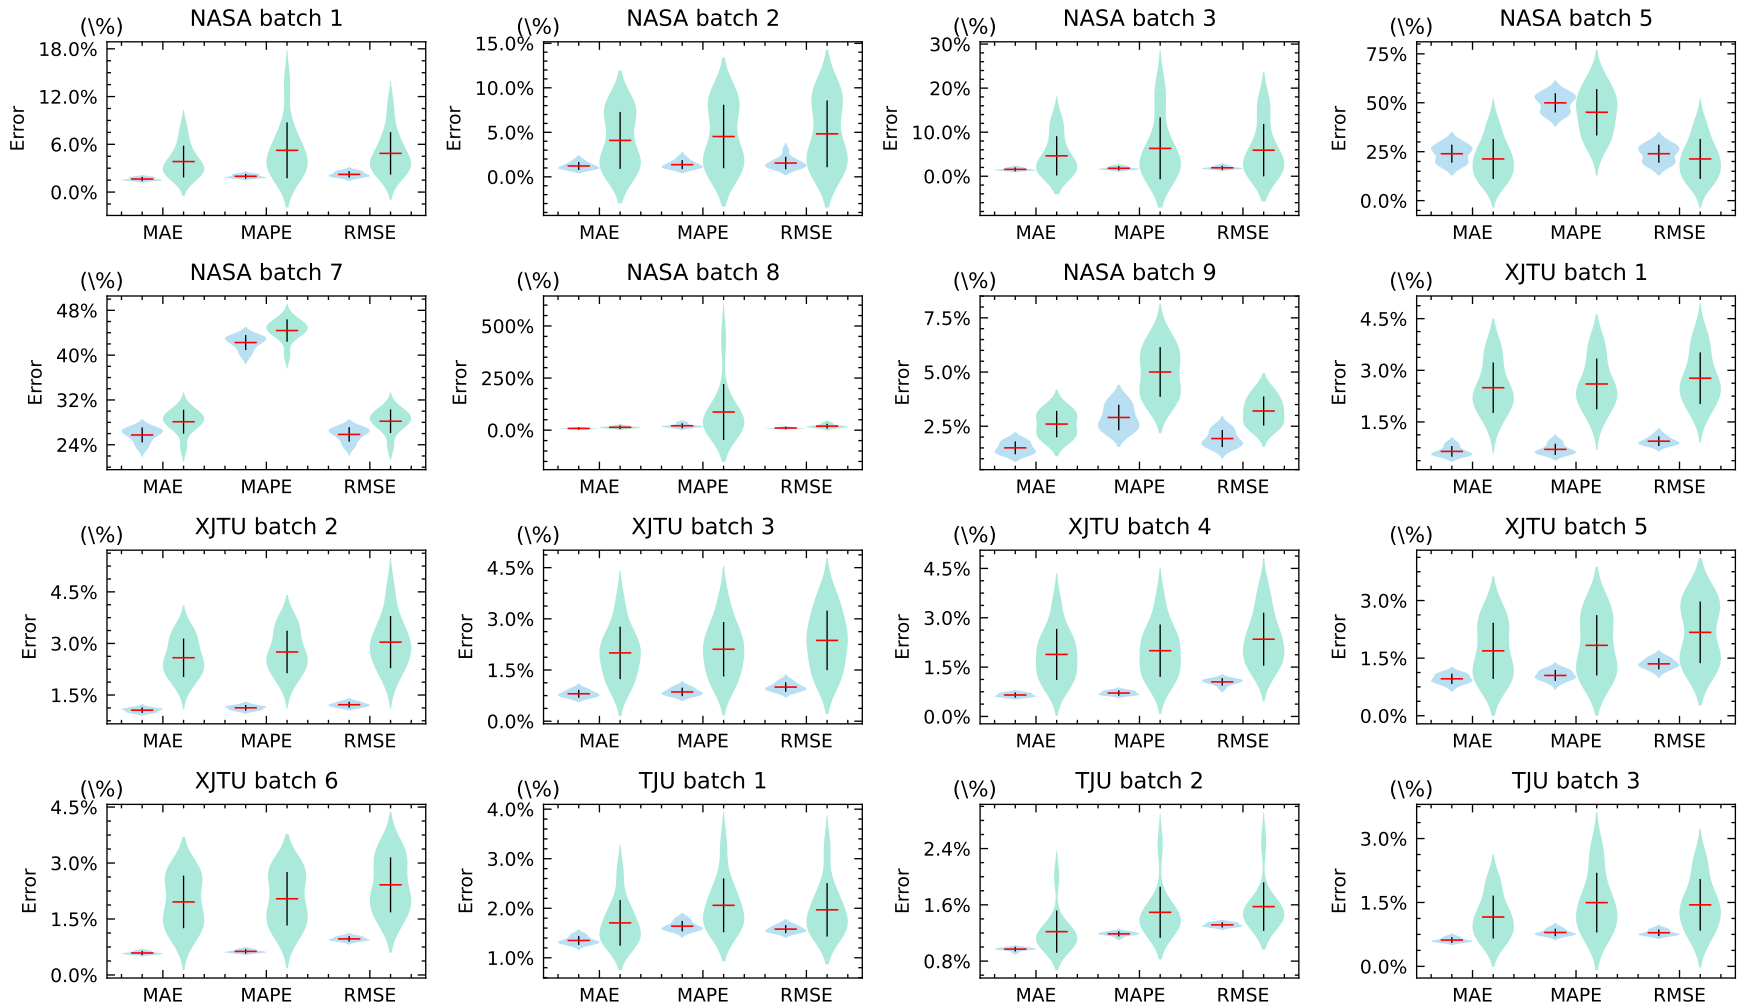 NASA batch 1
(\%)
18.0%
12.0%
6.0%
0.0%
Error
MAE MAPE RMSE
NASA batch 2
(\%)
15.0%
10.0%
5.0%
0.0%
Error
MAE MAPE RMSE
NASA batch 3
(\%)
30%
20%
10.0%
0.0%
Error
MAE MAPE RMSE
NASA batch 5
(\%)
75%
50%
25%
0.0%
Error
MAE MAPE RMSE
NASA batch 7
(\%)
48%
40%
32%
24%
Error
MAE MAPE RMSE
NASA batch 8
(\%)
500%
250%
0.0%
Error
MAE MAPE RMSE
NASA batch 9
(\%)
7.5%
5.0%
2.5%
Error
MAE MAPE RMSE
XJTU batch 1
(\%)
4.5%
3.0%
1.5%
Error
MAE MAPE RMSE
XJTU batch 2
(\%)
4.5%
3.0%
1.5%
Error
MAE MAPE RMSE
XJTU batch 3
(\%)
4.5%
3.0%
1.5%
0.0%
Error
MAE MAPE RMSE
XJTU batch 4
(\%)
4.5%
3.0%
1.5%
0.0%
Error
MAE MAPE RMSE
XJTU batch 5
(\%)
3.0%
1.5%
0.0%
Error
MAE MAPE RMSE
XJTU batch 6
(\%)
4.5%
3.0%
1.5%
0.0%
Error
MAE MAPE RMSE
TJU batch 1
(\%)
4.0%
3.0%
2.0%
1.0%
Error
MAE MAPE RMSE
TJU batch 2
(\%)
2.4%
1.6%
0.8%
Error
MAE MAPE RMSE
TJU batch 3
(\%)
3.0%
1.5%
0.0%
Error
MAE MAPE RMSE